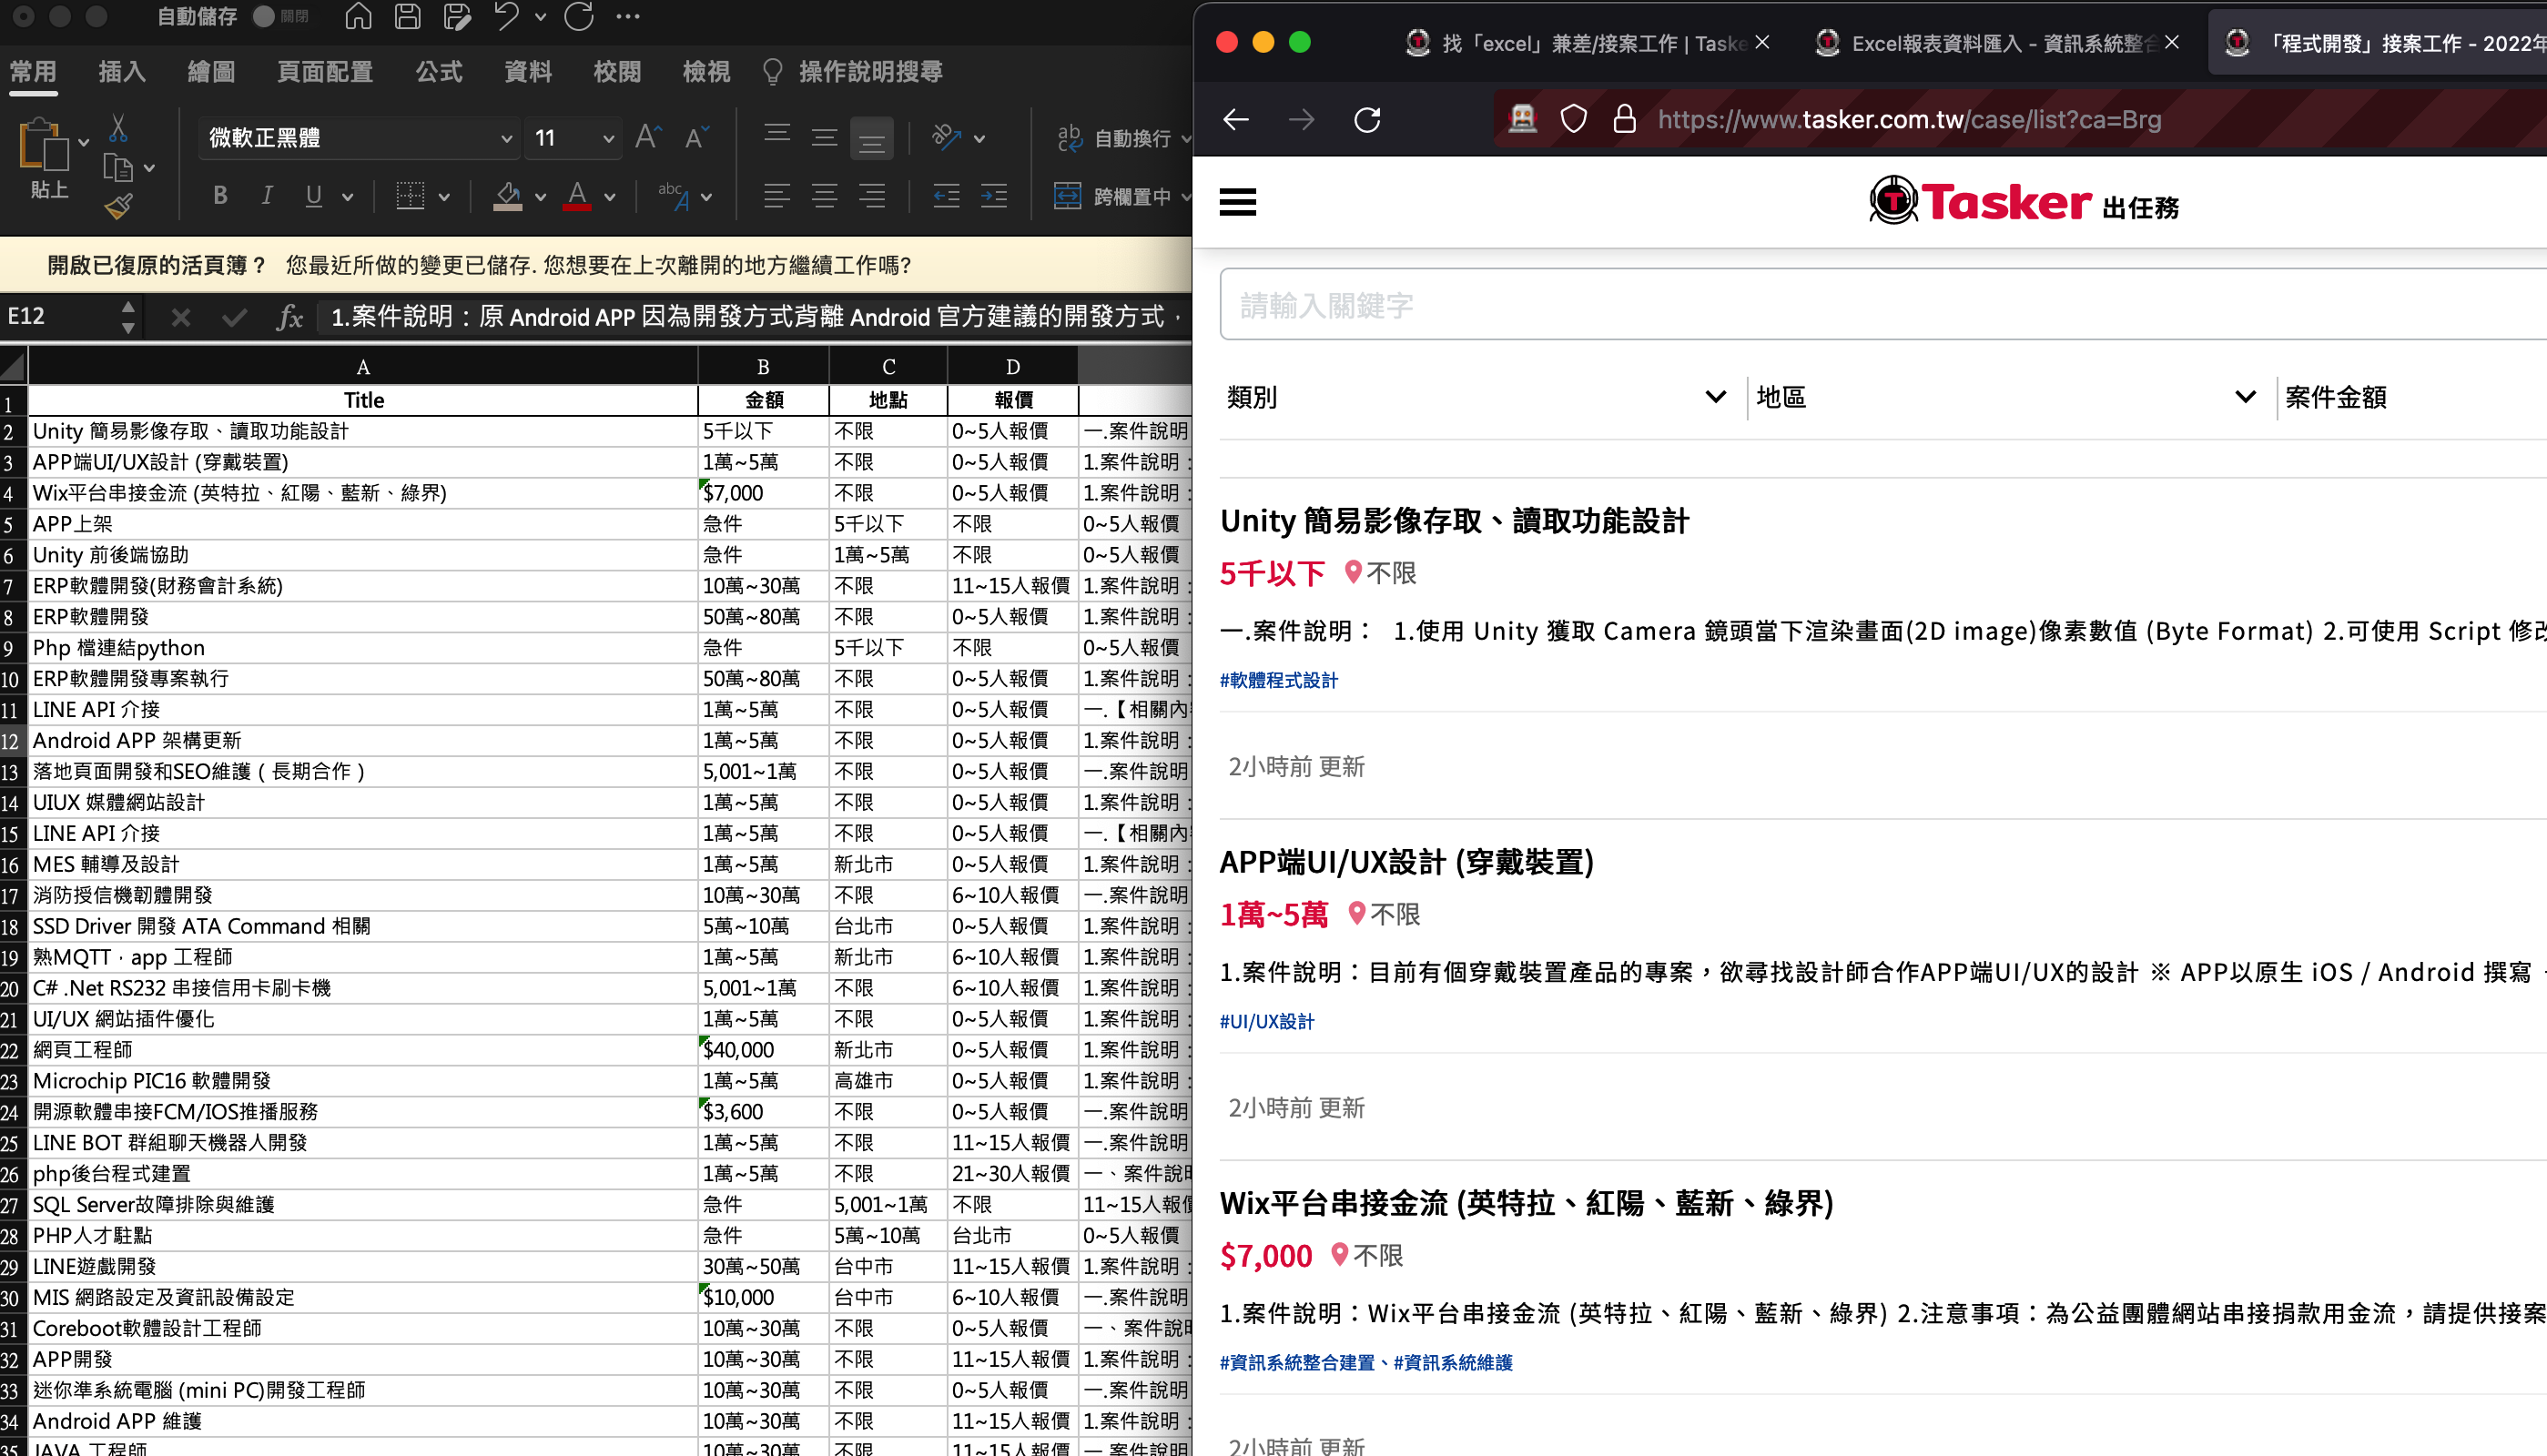 自動儲存 關閉
常用 插入 繪圖 頁面配置 公式 資料 校閱 檢視 操作說明搜尋
貼上
微軟正黑體 11
自動換行
B I U
跨欄置中
開啟已復原的活頁簿？ 您最近所做的變更已儲存. 您想要在上次離開的地方繼續工作嗎?
E12 fx 1.案件說明：原 Android APP 因為開發方式背離 Android 官方建議的開發方式，
A B C D
1 Title 金額 地點 報價
2 Unity 簡易影像存取、讀取功能設計 5千以下 不限 0~5人報價 一.案件說明
3 APP端UI/UX設計 (穿戴裝置) 1萬~5萬 不限 0~5人報價 1.案件說明：
4 Wix平台串接金流 (英特拉、紅陽、藍新、綠界) $7,000 不限 0~5人報價 1.案件說明：
5 APP上架 急件 5千以下 不限 0~5人報價
6 Unity 前後端協助 急件 1萬~5萬 不限 0~5人報價
7 ERP軟體開發(財務會計系統) 10萬~30萬 不限 11~15人報價 1.案件說明：
8 ERP軟體開發 50萬~80萬 不限 0~5人報價 1.案件說明：
9 Php 檔連結python 急件 5千以下 不限 0~5人報價
10 ERP軟體開發專案執行 50萬~80萬 不限 0~5人報價 1.案件說明：
11 LINE API 介接 1萬~5萬 不限 0~5人報價 一.【相關內
12 Android APP 架構更新 1萬~5萬 不限 0~5人報價 1.案件說明：
13 落地頁面開發和SEO維護（長期合作） 5,001~1萬 不限 0~5人報價 一.案件說明
14 UIUX 媒體網站設計 1萬~5萬 不限 0~5人報價 1.案件說明：
15 LINE API 介接 1萬~5萬 不限 0~5人報價 一.【相關內
16 MES 輔導及設計 1萬~5萬 新北市 0~5人報價 1.案件說明：
17 消防授信機韌體開發 10萬~30萬 不限 6~10人報價 一.案件說明
18 SSD Driver 開發 ATA Command 相關 5萬~10萬 台北市 0~5人報價 1.案件說明：
19 熟MQTT，app 工程師 1萬~5萬 新北市 6~10人報價 1.案件說明：
20 C# .Net RS232 串接信用卡刷卡機 5,001~1萬 不限 6~10人報價 1.案件說明：
21 UI/UX 網站插件優化 1萬~5萬 不限 0~5人報價 1.案件說明：
22 網頁工程師 $40,000 新北市 0~5人報價 1.案件說明：
23 Microchip PIC16 軟體開發 1萬~5萬 高雄市 0~5人報價 1.案件說明：
24 開源軟體串接FCM/IOS推播服務 $3,600 不限 0~5人報價 一.案件說明
25 LINE BOT 群組聊天機器人開發 1萬~5萬 不限 11~15人報價 一.案件說明
26 php後台程式建置 1萬~5萬 不限 21~30人報價 一、案件說
27 SQL Server故障排除與維護 急件 5,001~1萬 不限 11~15人報
28 PHP人才駐點 急件 5萬~10萬 台北市 0~5人報價
29 LINE遊戲開發 30萬~50萬 台中市 11~15人報價 1.案件說明：
30 MIS 網路設定及資訊設備設定 $10,000 台中市 6~10人報價 一.案件說明
31 Coreboot軟體設計工程師 10萬~30萬 不限 0~5人報價 一、案件說
32 APP開發 10萬~30萬 不限 11~15人報價 1.案件說明：
33 迷你準系統電腦 (mini PC)開發工程師 10萬~30萬 不限 0~5人報價 一.案件說明
34 Android APP 維護 10萬~30萬 不限 11~15人報價 1.案件說明：
35 JAVA 工程師 10萬~30萬 不限 11~15人報價 一.案件說明
找「excel」兼差/接案工作 | Taske Excel報表資料匯入 - 資訊系統整合 「程式開發」接案工作 - 2022年
https://www.tasker.com.tw/case/list?ca=Brg
Tasker 出任務
請輸入關鍵字
類別 地區 案件金額
Unity 簡易影像存取、讀取功能設計
5千以下 不限
一.案件說明： 1.使用 Unity 獲取 Camera 鏡頭當下渲染畫面(2D image)像素數值 (Byte Format) 2.可使用 Script 修改
#軟體程式設計
2小時前 更新
APP端UI/UX設計 (穿戴裝置)
1萬~5萬 不限
1.案件說明：目前有個穿戴裝置產品的專案，欲尋找設計師合作APP端UI/UX的設計 ※ APP以原生 iOS / Android 撰寫
#UI/UX設計
2小時前 更新
Wix平台串接金流 (英特拉、紅陽、藍新、綠界)
$7,000 不限
1.案件說明：Wix平台串接金流 (英特拉、紅陽、藍新、綠界) 2.注意事項：為公益團體網站串接捐款用金流，請提供接案
#資訊系統整合建置、#資訊系統維護
2小時前 更新